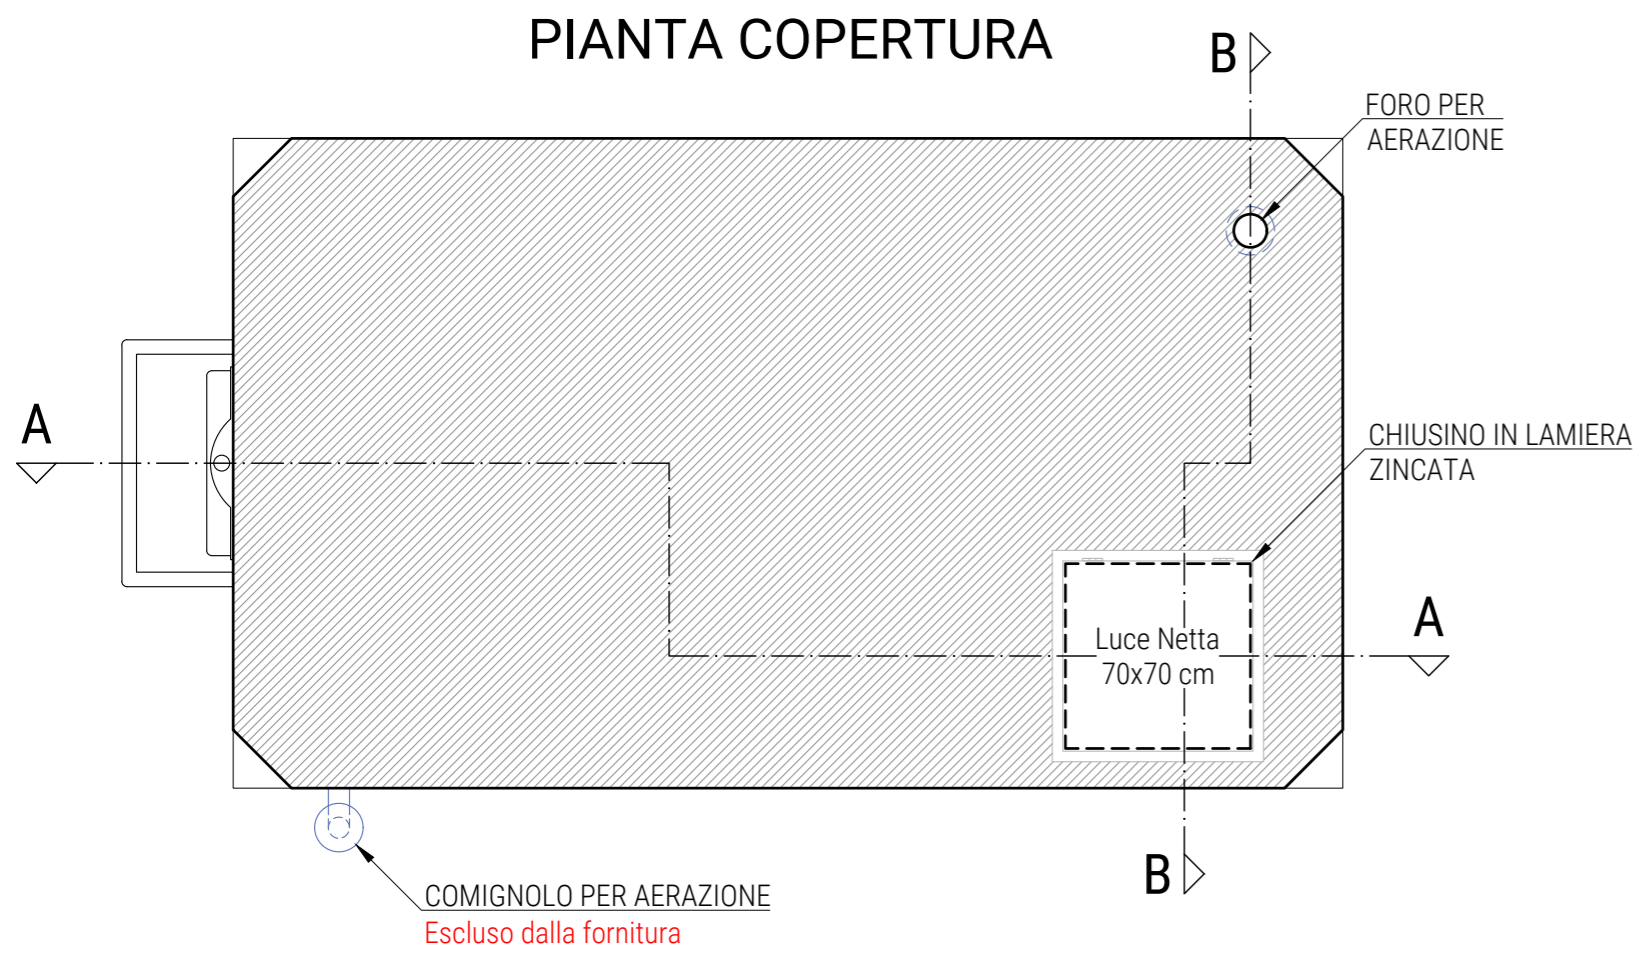 PIANTA COPERTURA
B
FORO PER
AERAZIONE
A
CHIUSINO IN LAMIERA
ZINCATA
Luce Netta
70x70 cm
A
B
COMIGNOLO PER AERAZIONE
Escluso dalla fornitura